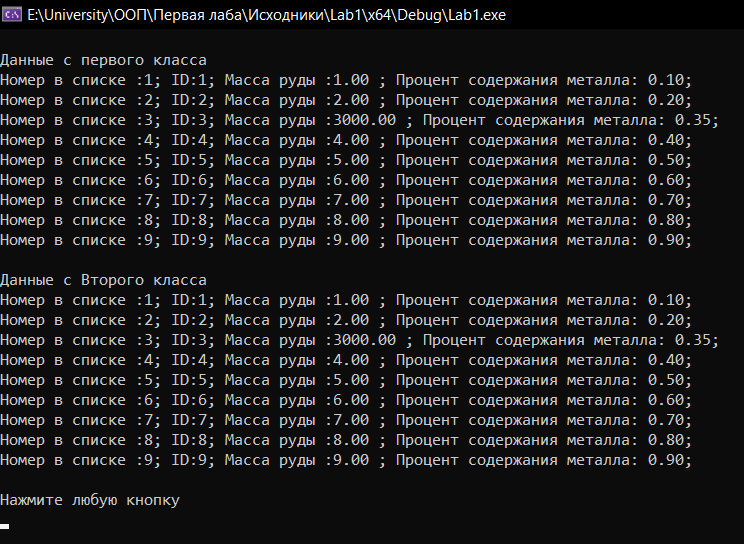 E:\University\ООП\Первая лаба\Исходники\Lab1\x64\Debug\Lab1.exe
Данные с первого класса
Номер в списке :1; ID:1; Масса руды :1.00 ; Процент содержания металла: 0.10;
Номер в списке :2; ID:2; Масса руды :2.00 ; Процент содержания металла: 0.20;
Номер в списке :3; ID:3; Масса руды :3000.00 ; Процент содержания металла: 0.35;
Номер в списке :4; ID:4; Масса руды :4.00 ; Процент содержания металла: 0.40;
Номер в списке :5; ID:5; Масса руды :5.00 ; Процент содержания металла: 0.50;
Номер в списке :6; ID:6; Масса руды :6.00 ; Процент содержания металла: 0.60;
Номер в списке :7; ID:7; Масса руды :7.00 ; Процент содержания металла: 0.70;
Номер в списке :8; ID:8; Масса руды :8.00 ; Процент содержания металла: 0.80;
Номер в списке :9; ID:9; Масса руды :9.00 ; Процент содержания металла: 0.90;
Данные с Второго класса
Номер в списке :1; ID:1; Масса руды :1.00 ; Процент содержания металла: 0.10;
Номер в списке :2; ID:2; Масса руды :2.00 ; Процент содержания металла: 0.20;
Номер в списке :3; ID:3; Масса руды :3000.00 ; Процент содержания металла: 0.35;
Номер в списке :4; ID:4; Масса руды :4.00 ; Процент содержания металла: 0.40;
Номер в списке :5; ID:5; Масса руды :5.00 ; Процент содержания металла: 0.50;
Номер в списке :6; ID:6; Масса руды :6.00 ; Процент содержания металла: 0.60;
Номер в списке :7; ID:7; Масса руды :7.00 ; Процент содержания металла: 0.70;
Номер в списке :8; ID:8; Масса руды :8.00 ; Процент содержания металла: 0.80;
Номер в списке :9; ID:9; Масса руды :9.00 ; Процент содержания металла: 0.90;
Нажмите любую кнопку